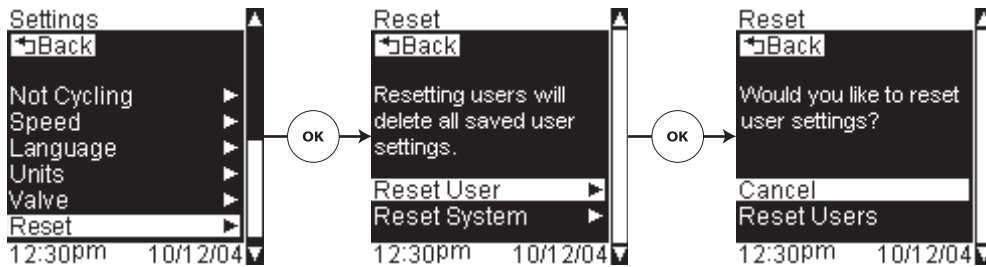 Settings
Back
Not Cycling
Speed
Language
Units
Valve
Reset
12:30pm 10/12/04
OK
Reset
Back
Resetting users will
delete all saved user
settings.
Reset User
Reset System
12:30pm 10/12/04
OK
Reset
Back
Would you like to reset
user settings?
Cancel
Reset Users
12:30pm 10/12/04